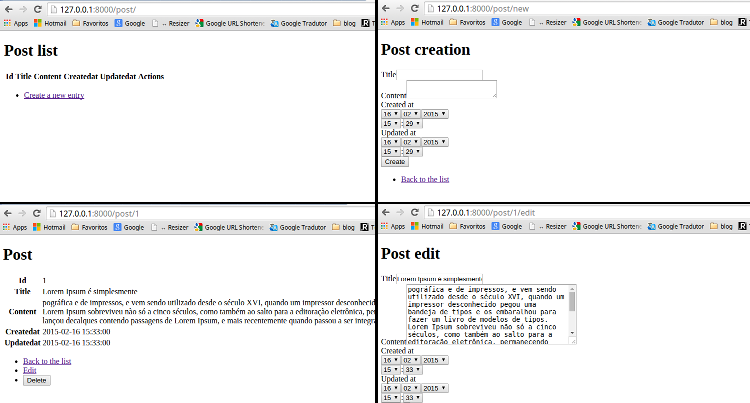 127.0.0.1:8000/post/
Apps Hotmail Favoritos Google .. Resizer Google URL Shortene Google Tradutor blog
Post list
Id Title Content Createdat Updatedat Actions
Create a new entry
127.0.0.1:8000/post/new
Apps Hotmail Favoritos Google .. Resizer Google URL Shortene Google Tradutor blog
Post creation
Title
Content
Created at
16 02 2015
15 : 29
Updated at
16 02 2015
15 : 29
Create
Back to the list
127.0.0.1:8000/post/1
Apps Hotmail Favoritos Google .. Resizer Google URL Shortene Google Tradutor blog
Post
Id 1
Title Lorem Ipsum é simplesmente
pográfica e de impressos, e vem sendo utilizado desde o século XVI, quando um impressor desconhecid
Content Lorem Ipsum sobreviveu não só a cinco séculos, como também ao salto para a editoração eletrônica, per
lançou decalques contendo passagens de Lorem Ipsum, e mais recentemente quando passou a ser integra
Createdat 2015-02-16 15:33:00
Updatedat 2015-02-16 15:33:00
Back to the list
Edit
Delete
127.0.0.1:8000/post/1/edit
Apps Hotmail Favoritos Google .. Resizer Google URL Shortene Google Tradutor blog
Post edit
Title Lorem Ipsum é simplesmente
pográfica e de impressos, e vem sendo
utilizado desde o século XVI, quando um
impressor desconhecido pegou uma
bandeja de tipos e os embaralhou para
fazer um livro de modelos de tipos.
Lorem Ipsum sobreviveu não só a cinco
séculos, como também ao salto para a
Content editoração eletrônica, permanecendo
Created at
16 02 2015
15 : 33
Updated at
16 02 2015
15 : 33